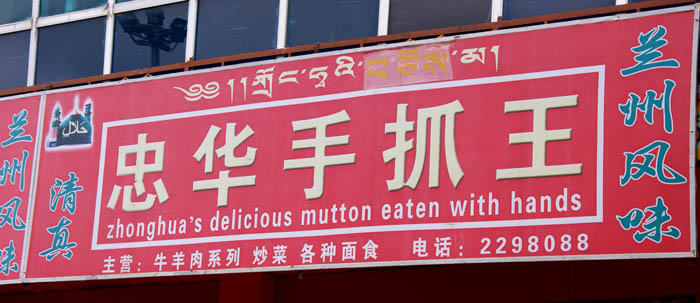 ༄༅།།ཀྲོང་ཧྭའི་
兰州风味
حلال
清真
忠华手抓王
zhonghua's delicious mutton eaten with hands
主营：牛羊肉系列 炒菜 各种面食 电话：2298088
兰州风味